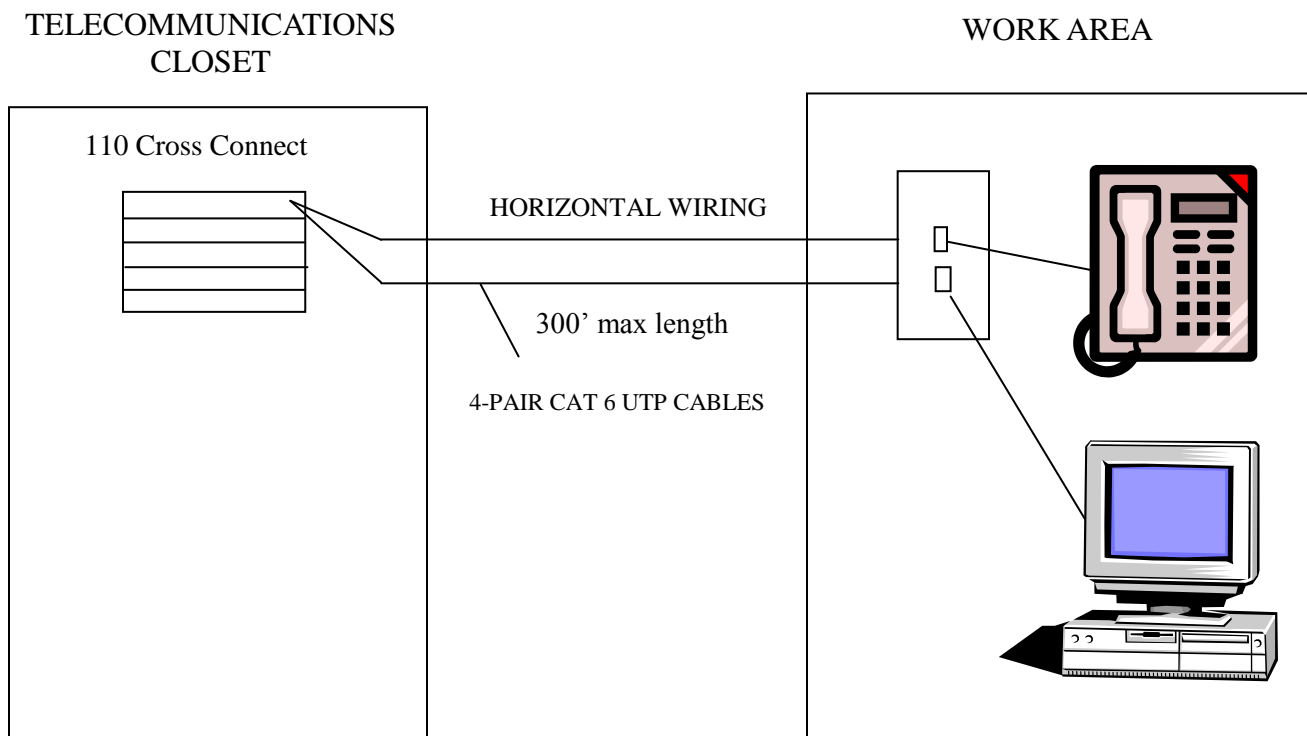 TELECOMMUNICATIONS
CLOSET
WORK AREA
110 Cross Connect
HORIZONTAL WIRING
300’ max length
4-PAIR CAT 6 UTP CABLES